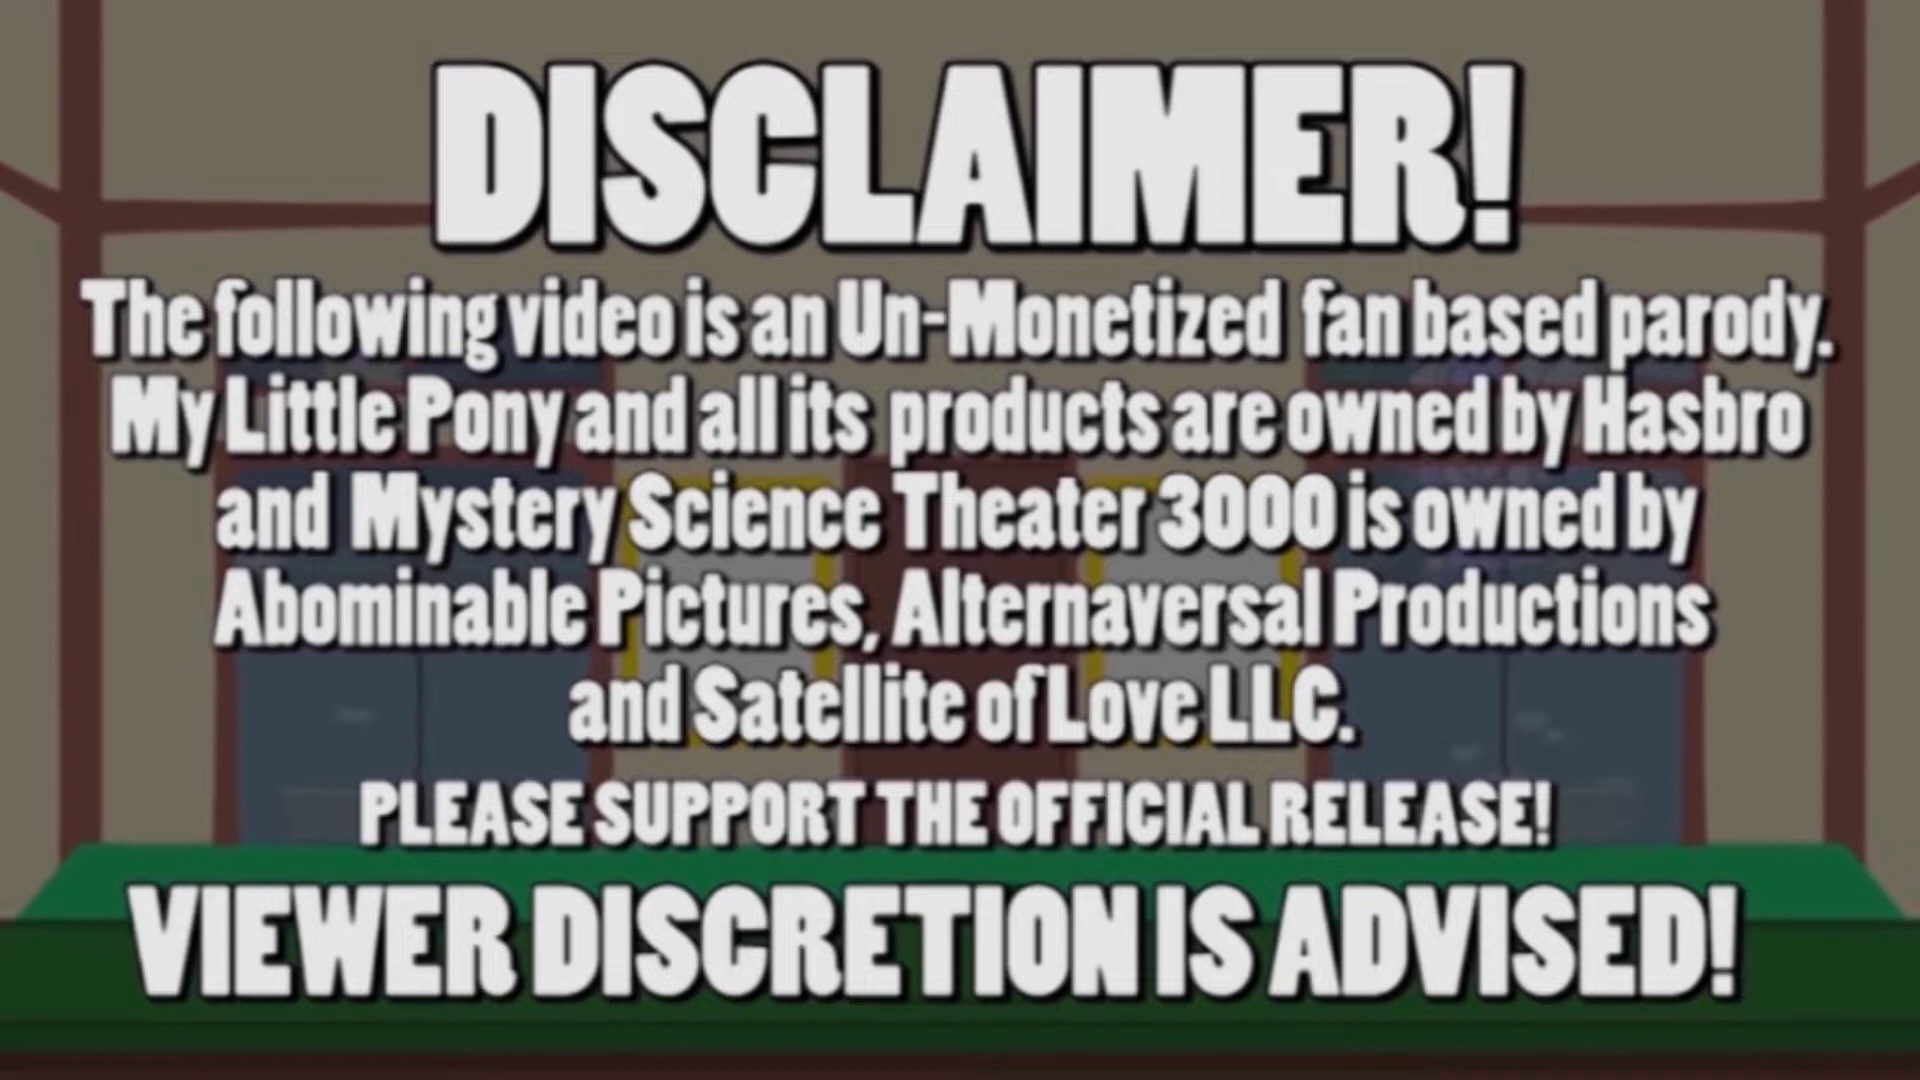 DISCLAIMER!
The following video is an Un-Monetized fan based parody.
My Little Pony and all its products are owned by Hasbro
and Mystery Science Theater 3000 is owned by
Abominable Pictures, Alternaversal Productions
and Satellite of Love LLC.
PLEASE SUPPORT THE OFFICIAL RELEASE!
VIEWER DISCRETION IS ADVISED!